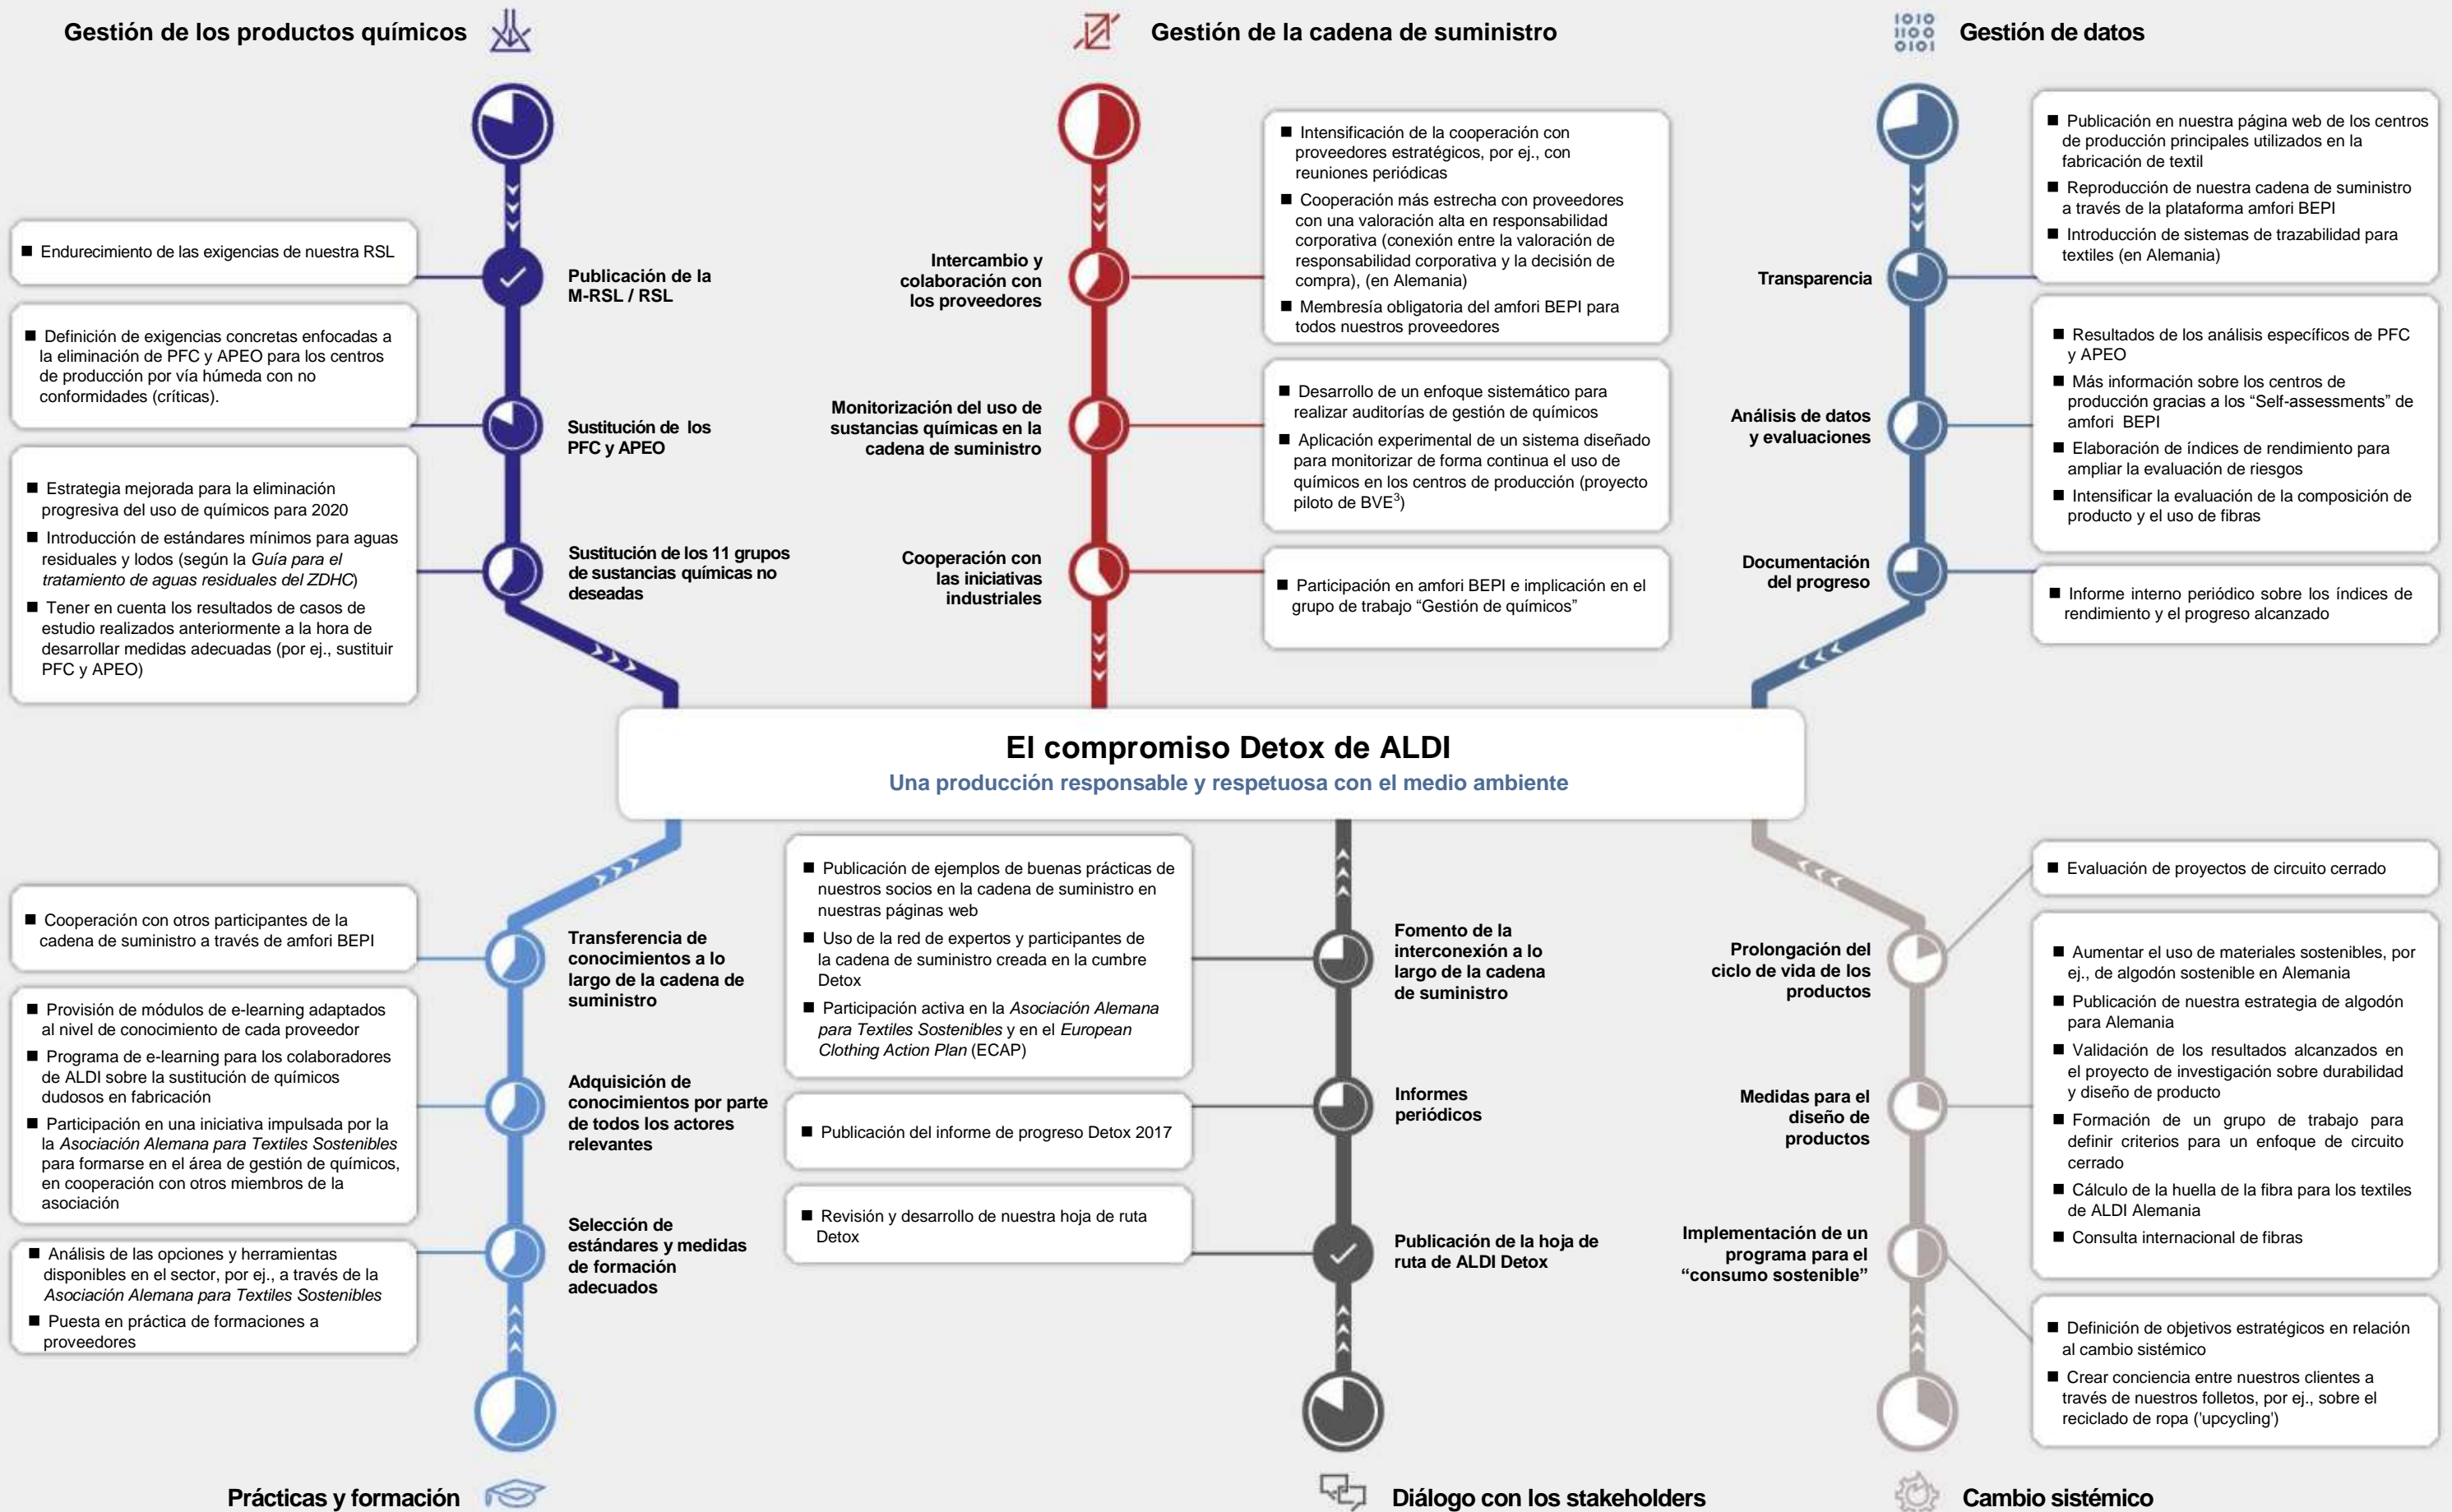 Gestión de los productos químicos
Endurecimiento de las exigencias de nuestra RSL
Publicación de la
M-RSL / RSL
Definición de exigencias concretas enfocadas a
la eliminación de PFC y APEO para los centros
de producción por vía húmeda con no
conformidades (críticas).
Sustitución de los
PFC y APEO
Estrategia mejorada para la eliminación
progresiva del uso de químicos para 2020
Introducción de estándares mínimos para aguas
residuales y lodos (según la Guía para el
tratamiento de aguas residuales del ZDHC)
Tener en cuenta los resultados de casos de
estudio realizados anteriormente a la hora de
desarrollar medidas adecuadas (por ej., sustituir
PFC y APEO)
Sustitución de los 11 grupos
de sustancias químicas no
deseadas
Gestión de la cadena de suministro
Intercambio y
colaboración con
los proveedores
Intensificación de la cooperación con
proveedores estratégicos, por ej., con
reuniones periódicas
Cooperación más estrecha con proveedores
con una valoración alta en responsabilidad
corporativa (conexión entre la valoración de
responsabilidad corporativa y la decisión de
compra), (en Alemania)
Membresía obligatoria del amfori BEPI para
todos nuestros proveedores
Monitorización del uso de
sustancias químicas en la
cadena de suministro
Desarrollo de un enfoque sistemático para
realizar auditorías de gestión de químicos
Aplicación experimental de un sistema diseñado
para monitorizar de forma continua el uso de
químicos en los centros de producción (proyecto
piloto de BVE³)
Cooperación con
las iniciativas
industriales
Participación en amfori BEPI e implicación en el
grupo de trabajo “Gestión de químicos”
1010
1100
0101
Gestión de datos
Transparencia
Publicación en nuestra página web de los centros
de producción principales utilizados en la
fabricación de textil
Reproducción de nuestra cadena de suministro
a través de la plataforma amfori BEPI
Introducción de sistemas de trazabilidad para
textiles (en Alemania)
Análisis de datos
y evaluaciones
Resultados de los análisis específicos de PFC
y APEO
Más información sobre los centros de
producción gracias a los “Self-assessments” de
amfori BEPI
Elaboración de índices de rendimiento para
ampliar la evaluación de riesgos
Intensificar la evaluación de la composición de
producto y el uso de fibras
Documentación
del progreso
Informe interno periódico sobre los índices de
rendimiento y el progreso alcanzado
El compromiso Detox de ALDI
Una producción responsable y respetuosa con el medio ambiente
Cooperación con otros participantes de la
cadena de suministro a través de amfori BEPI
Transferencia de
conocimientos a lo
largo de la cadena de
suministro
Provisión de módulos de e-learning adaptados
al nivel de conocimiento de cada proveedor
Programa de e-learning para los colaboradores
de ALDI sobre la sustitución de químicos
dudosos en fabricación
Participación en una iniciativa impulsada por la
la Asociación Alemana para Textiles Sostenibles
para formarse en el área de gestión de químicos,
en cooperación con otros miembros de la
asociación
Adquisición de
conocimientos por parte
de todos los actores
relevantes
Análisis de las opciones y herramientas
disponibles en el sector, por ej., a través de la
Asociación Alemana para Textiles Sostenibles
Puesta en práctica de formaciones a
proveedores
Selección de
estándares y medidas
de formación
adecuados
Prácticas y formación
Publicación de ejemplos de buenas prácticas de
nuestros socios en la cadena de suministro en
nuestras páginas web
Uso de la red de expertos y participantes de
la cadena de suministro creada en la cumbre
Detox
Participación activa en la Asociación Alemana
para Textiles Sostenibles y en el European
Clothing Action Plan (ECAP)
Fomento de la
interconexión a lo
largo de la cadena
de suministro
Publicación del informe de progreso Detox 2017
Informes
periódicos
Revisión y desarrollo de nuestra hoja de ruta
Detox
Publicación de la hoja de
ruta de ALDI Detox
Diálogo con los stakeholders
Prolongación del
ciclo de vida de los
productos
Evaluación de proyectos de circuito cerrado
Medidas para el
diseño de
productos
Aumentar el uso de materiales sostenibles, por
ej., de algodón sostenible en Alemania
Publicación de nuestra estrategia de algodón
para Alemania
Validación de los resultados alcanzados en
el proyecto de investigación sobre durabilidad
y diseño de producto
Formación de un grupo de trabajo para
definir criterios para un enfoque de circuito
cerrado
Cálculo de la huella de la fibra para los textiles
de ALDI Alemania
Consulta internacional de fibras
Implementación de un
programa para el
“consumo sostenible”
Definición de objetivos estratégicos en relación
al cambio sistémico
Crear conciencia entre nuestros clientes a
través de nuestros folletos, por ej., sobre el
reciclado de ropa ('upcycling')
Cambio sistémico